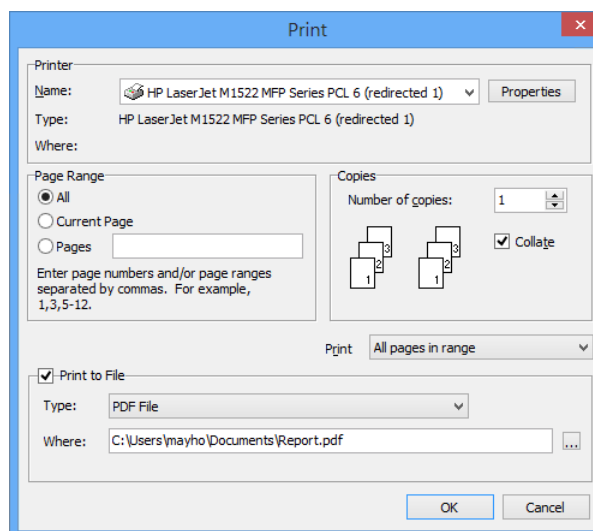 Print
Printer
Name: HP LaserJet M1522 MFP Series PCL 6 (redirected 1) Properties
Type: HP LaserJet M1522 MFP Series PCL 6 (redirected 1)
Where:
Page Range
All
Current Page
Pages
Enter page numbers and/or page ranges
separated by commas. For example,
1,3,5-12.
Copies
Number of copies: 1
3 3
2 2
1 1
Collate
Print All pages in range
Print to File
Type: PDF File
Where: C:\Users\mayho\Documents\Report.pdf ...
OK Cancel